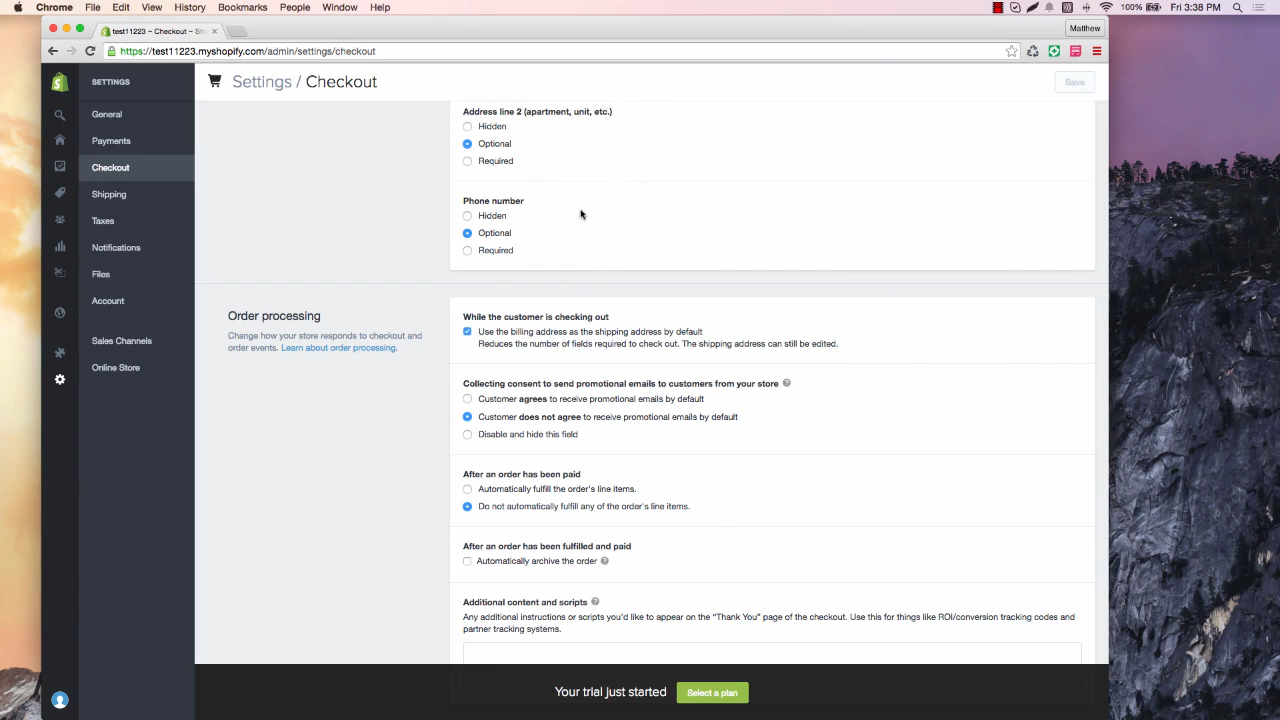 Chrome File Edit View History Bookmarks People Window Help 100% Fri 3:38 PM
test11223 ~ Checkout ~ Sho Matthew
https://test11223.myshopify.com/admin/settings/checkout
SETTINGS
Settings / Checkout
Save
General
Payments
Checkout
Shipping
Taxes
Notifications
Files
Account
Sales Channels
Online Store
Address line 2 (apartment, unit, etc.)
Hidden
Optional
Required
Phone number
Hidden
Optional
Required
Order processing
Change how your store responds to checkout and
order events. Learn about order processing.
While the customer is checking out
Use the billing address as the shipping address by default
Reduces the number of fields required to check out. The shipping address can still be edited.
Collecting consent to send promotional emails to customers from your store ?
Customer agrees to receive promotional emails by default
Customer does not agree to receive promotional emails by default
Disable and hide this field
After an order has been paid
Automatically fulfill the order's line items.
Do not automatically fulfill any of the order's line items.
After an order has been fulfilled and paid
Automatically archive the order ?
Additional content and scripts ?
Any additional instructions or scripts you'd like to appear on the "Thank You" page of the checkout. Use this for things like ROI/conversion tracking codes and
partner tracking systems.
Your trial just started Select a plan